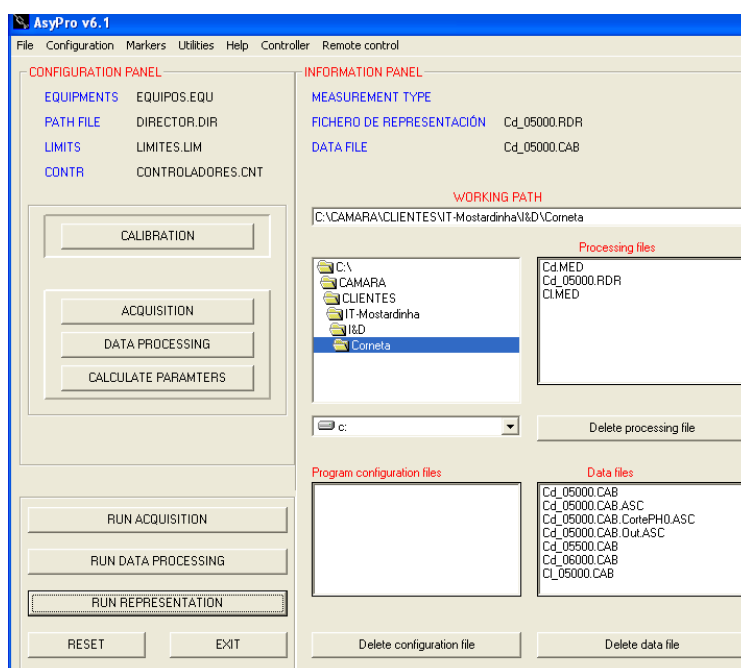 AsyPro v6.1
File Configuration Markers Utilities Help Controller Remote control
CONFIGURATION PANEL
EQUIPMENTS EQUIPOS.EQU
PATH FILE DIRECTOR.DIR
LIMITS LIMITES.LIM
CONTR CONTROLADORES.CNT
CALIBRATION
ACQUISITION
DATA PROCESSING
CALCULATE PARAMTERS
RUN ACQUISITION
RUN DATA PROCESSING
RUN REPRESENTATION
RESET EXIT
INFORMATION PANEL
MEASUREMENT TYPE
FICHERO DE REPRESENTACIÓN Cd_05000.RDR
DATA FILE Cd_05000.CAB
WORKING PATH
C:\CAMARA\CLIENTES\IT-Mostardinha\I&D\Corneta
C:\
CAMARA
CLIENTES
IT-Mostardinha
I&D
Corneta
c:
Processing files
Cd.MED
Cd_05000.RDR
Cl.MED
Delete processing file
Program configuration files
Delete configuration file
Data files
Cd_05000.CAB
Cd_05000.CAB.ASC
Cd_05000.CAB.CortePH0.ASC
Cd_05000.CAB.Out.ASC
Cd_05500.CAB
Cd_06000.CAB
Cl_05000.CAB
Delete data file